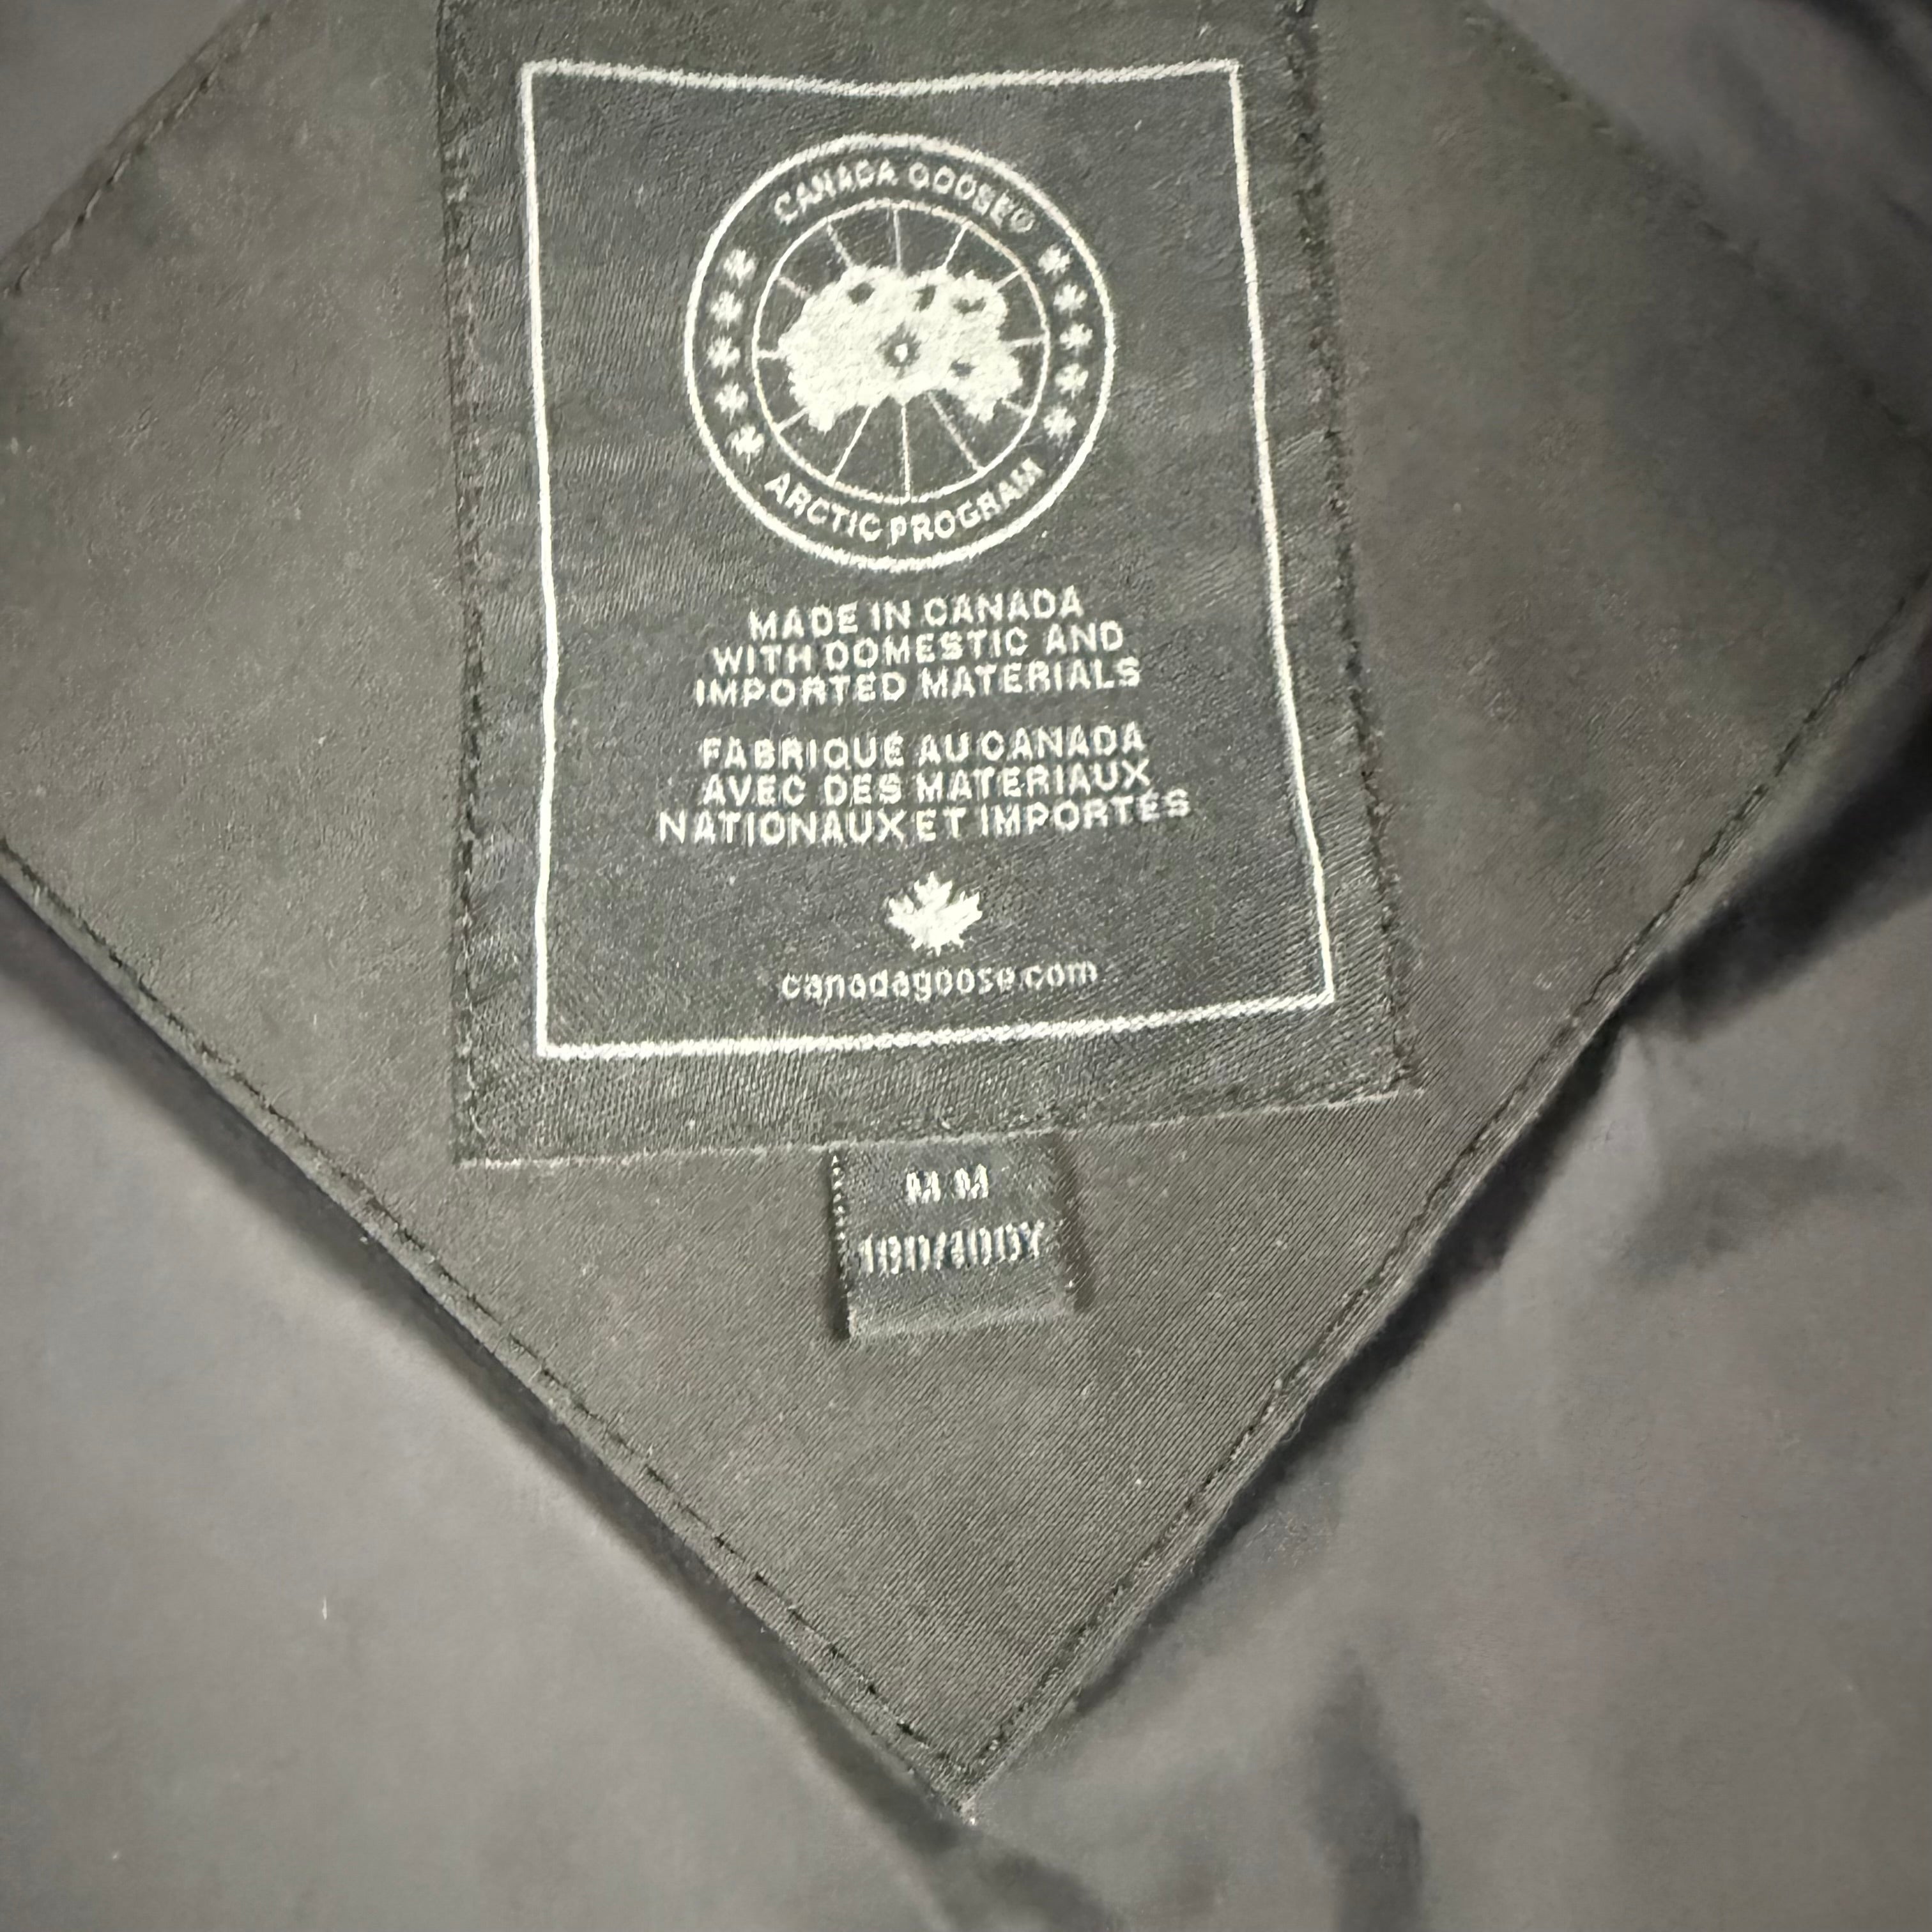 CANADA GOOSE®
ARCTIC PROGRAM
MADE IN CANADA
WITH DOMESTIC AND
IMPORTED MATERIALS
FABRIQUÉ AU CANADA
AVEC DES MATERIAUX
NATIONAUX ET IMPORTÉS
canadagoose.com
M M